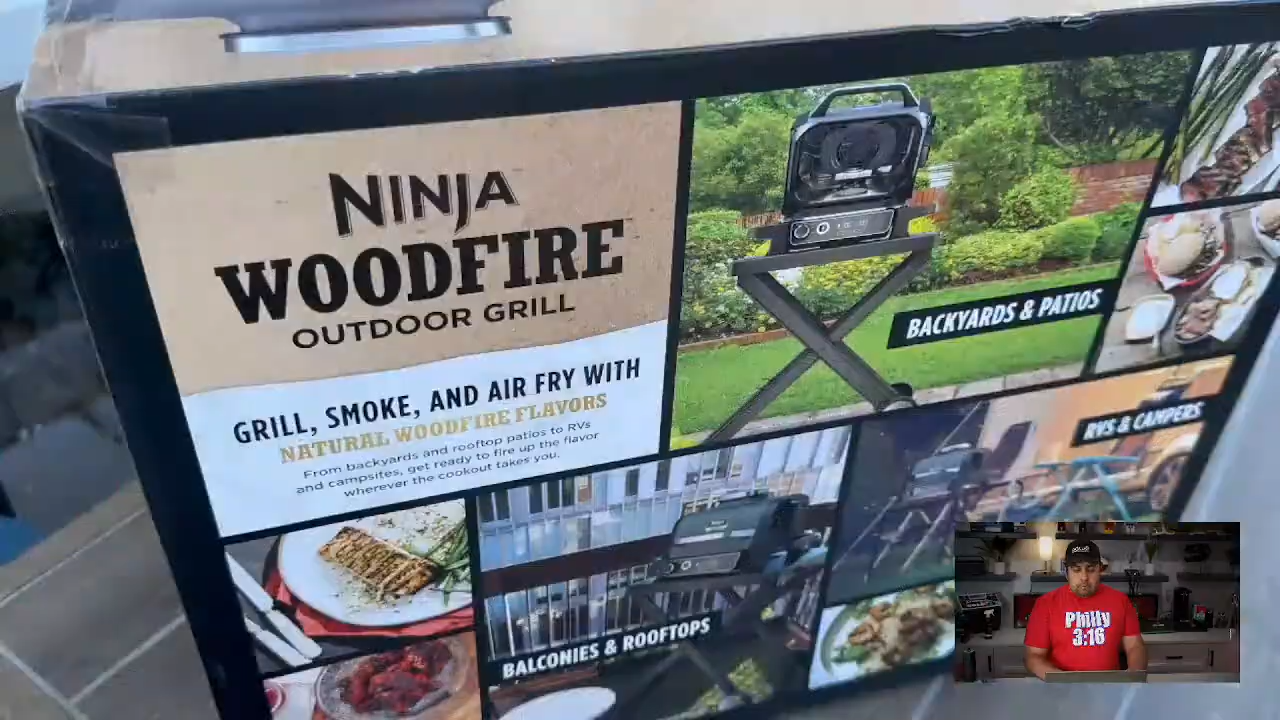 NINJA
WOODFIRE
OUTDOOR GRILL
GRILL, SMOKE, AND AIR FRY WITH
NATURAL WOODFIRE FLAVORS
From backyards and rooftop patios to RVs
and campsites, get ready to fire up the flavor
wherever the cookout takes you.
BACKYARDS & PATIOS
RVS & CAMPERS
BALCONIES & ROOFTOPS
Philly
3:16